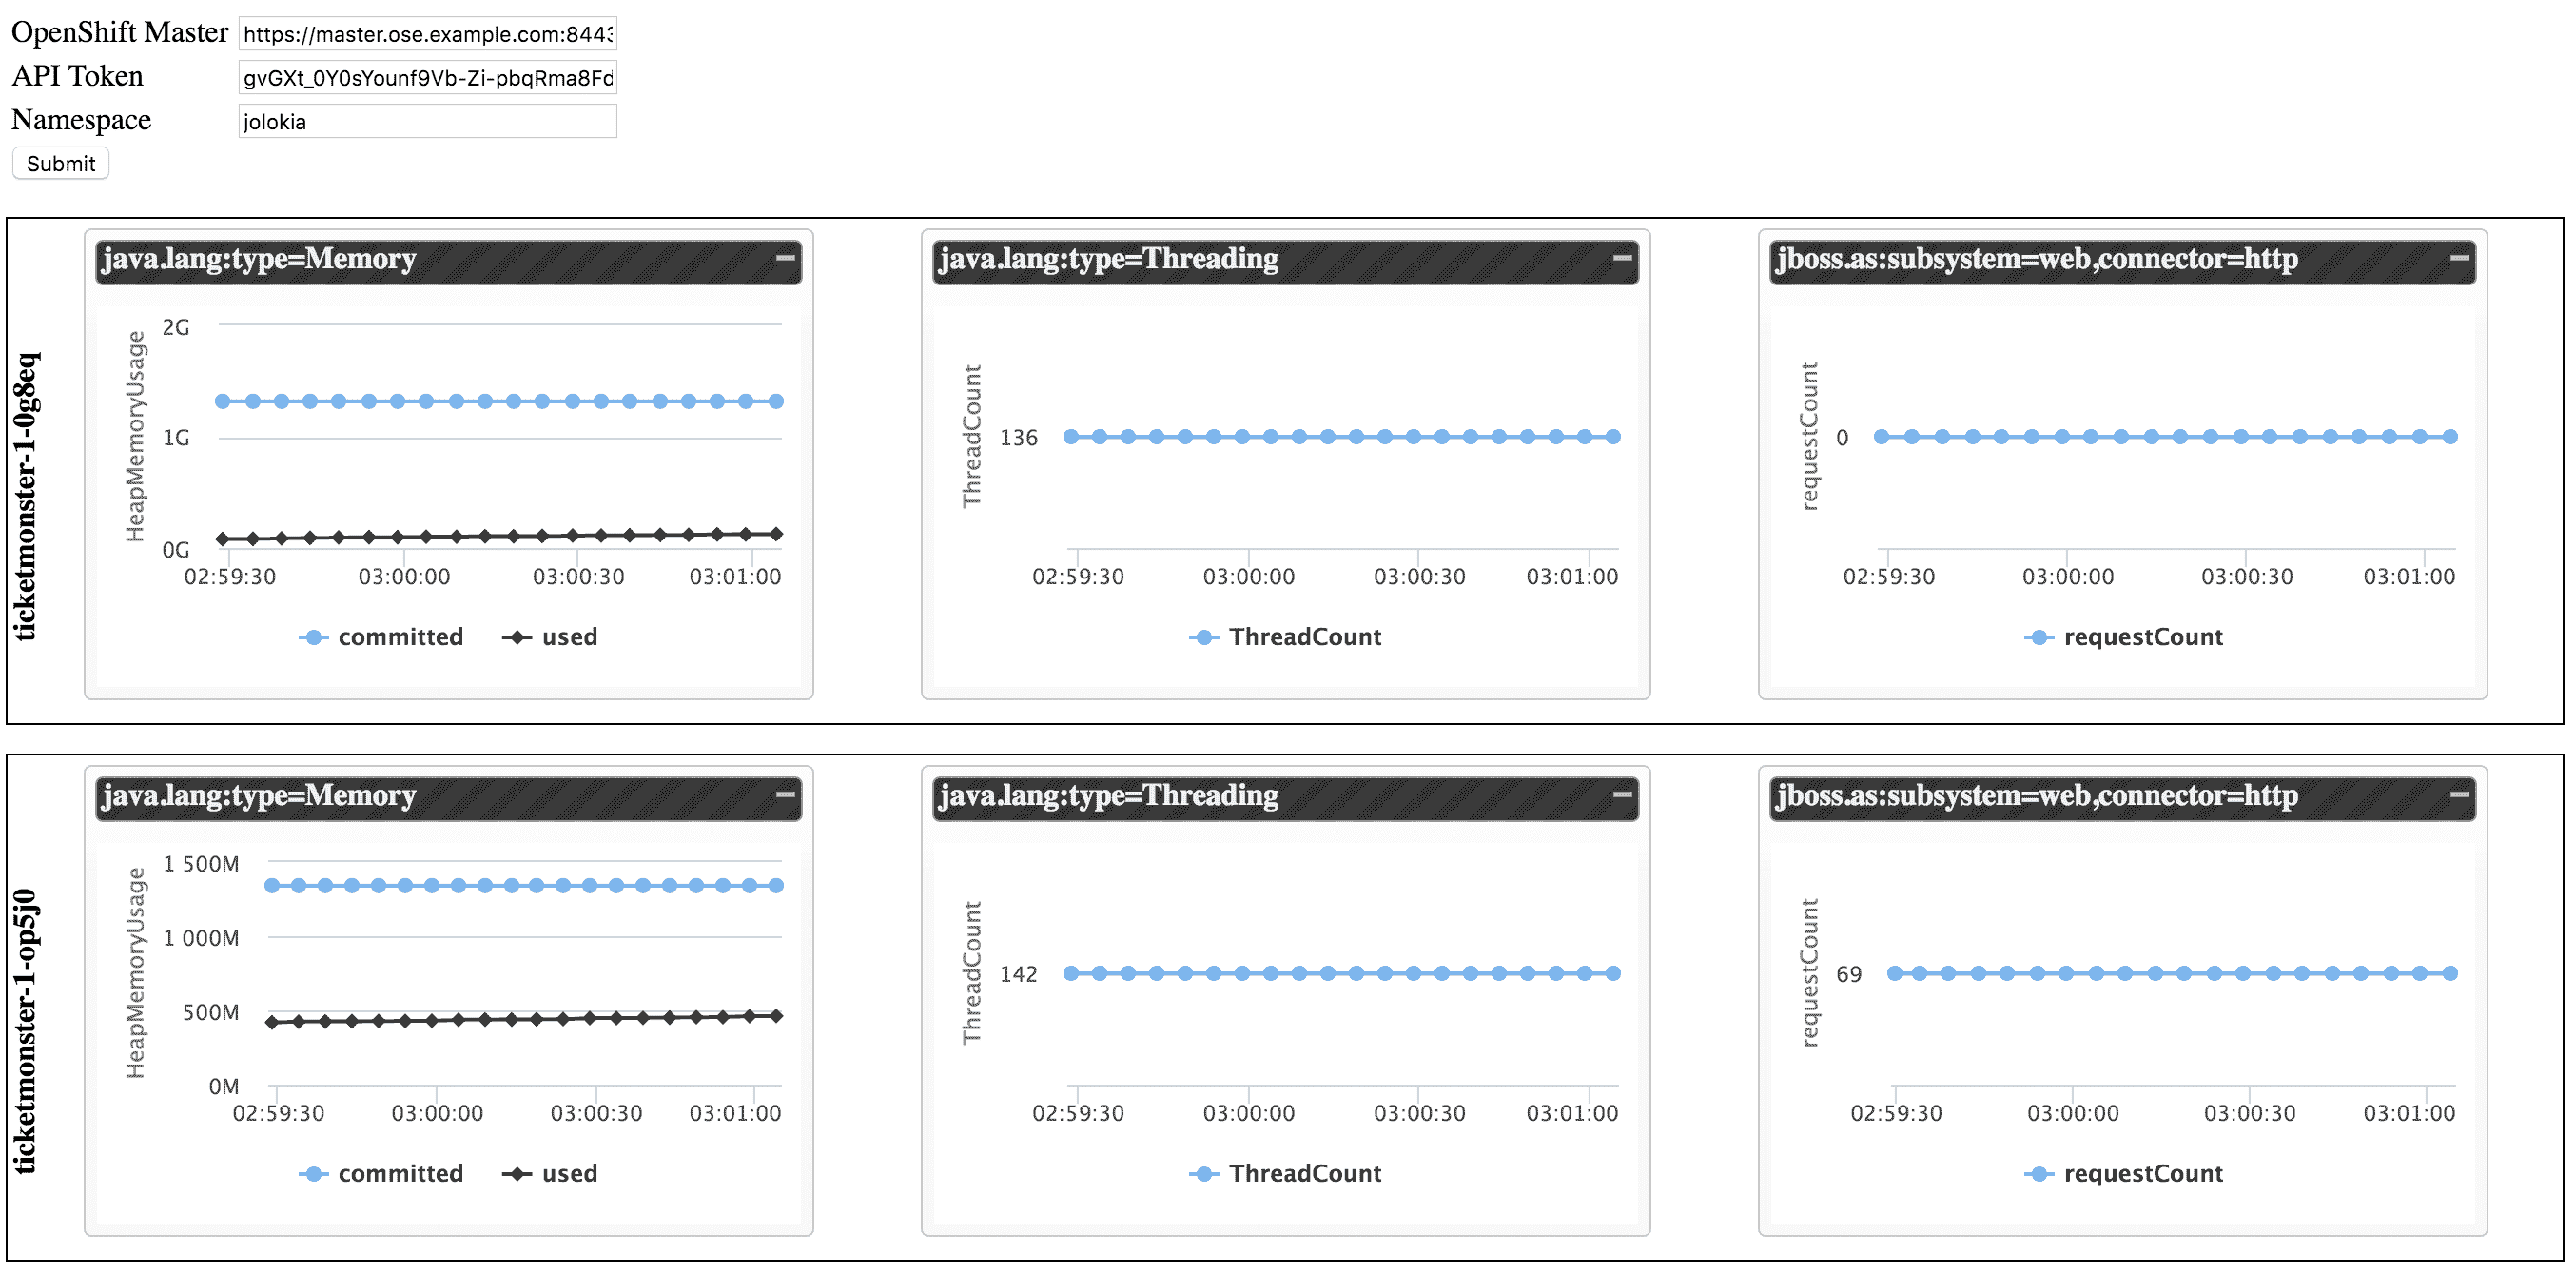 OpenShift Master https://master.ose.example.com:8443
API Token gvGXt_0Y0sYounf9Vb-Zi-pbqRma8Fd
Namespace jolokia
Submit
ticketmonster-1-0g8eq
java.lang:type=Memory
HeapMemoryUsage
2G
1G
0G
02:59:30 03:00:00 03:00:30 03:01:00
committed used
java.lang:type=Threading
ThreadCount
136
02:59:30 03:00:00 03:00:30 03:01:00
ThreadCount
jboss.as:subsystem=web,connector=http
requestCount
0
02:59:30 03:00:00 03:00:30 03:01:00
requestCount
ticketmonster-1-op5j0
java.lang:type=Memory
HeapMemoryUsage
1 500M
1 000M
500M
0M
02:59:30 03:00:00 03:00:30 03:01:00
committed used
java.lang:type=Threading
ThreadCount
142
02:59:30 03:00:00 03:00:30 03:01:00
ThreadCount
jboss.as:subsystem=web,connector=http
requestCount
69
02:59:30 03:00:00 03:00:30 03:01:00
requestCount